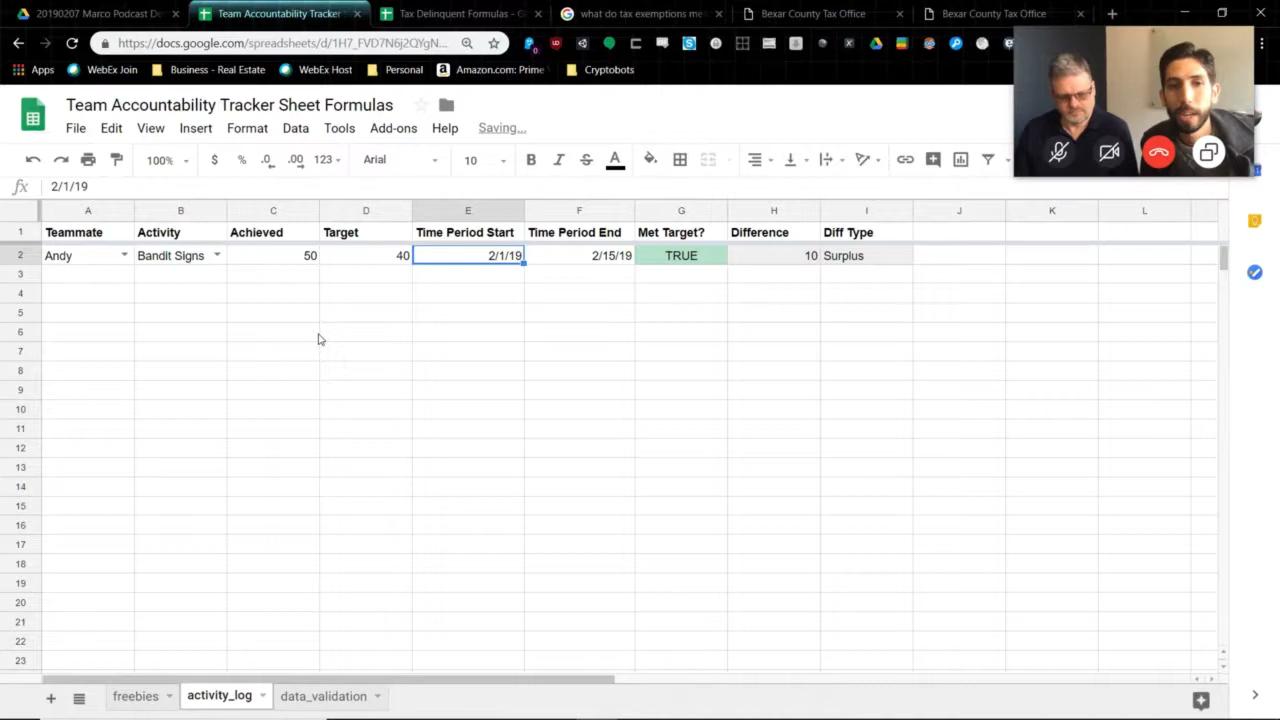 20190207 Marco Podcast De
Team Accountability Tracker
Tax Delinquent Formulas - G
what do tax exemptions me
Bexar County Tax Office
Bexar County Tax Office
https://docs.google.com/spreadsheets/d/1H7_FVD7N6j2QYgN...
Apps
WebEx Join
Business - Real Estate
WebEx Host
Personal
Amazon.com: Prime
Cryptobots
Team Accountability Tracker Sheet Formulas
File Edit View Insert Format Data Tools Add-ons Help Saving...
100% $ % .0 .00 123 Arial 10 B I S A
fx 2/1/19
A B C D E F G H I J K L
1 Teammate Activity Achieved Target Time Period Start Time Period End Met Target? Difference Diff Type
2 Andy Bandit Signs 50 40 2/1/19 2/15/19 TRUE 10 Surplus
3
4
5
6
7
8
9
10
11
12
13
14
15
16
17
18
19
20
21
22
23
freebies activity_log data_validation